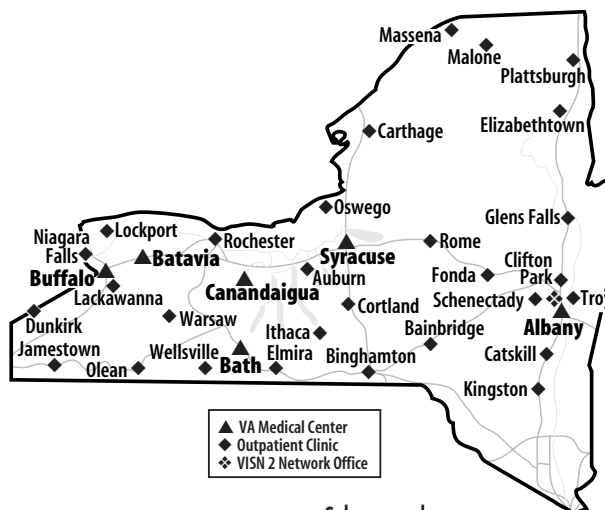 Massena
Malone
Plattsburgh
Elizabethtown
Carthage
Oswego
Glens Falls
Lockport
Niagara
Falls
Rochester
Syracuse
Rome
Batavia
Buffalo
Auburn
Fonda
Clifton
Park
Lackawanna
Canandaigua
Cortland
Schenectady
Troy
Dunkirk
Warsaw
Ithaca
Bainbridge
Albany
Jamestown
Wellsville
Bath
Elmira
Catskill
Olean
Binghamton
Kingston
VA Medical Center
Outpatient Clinic
VISN 2 Network Office